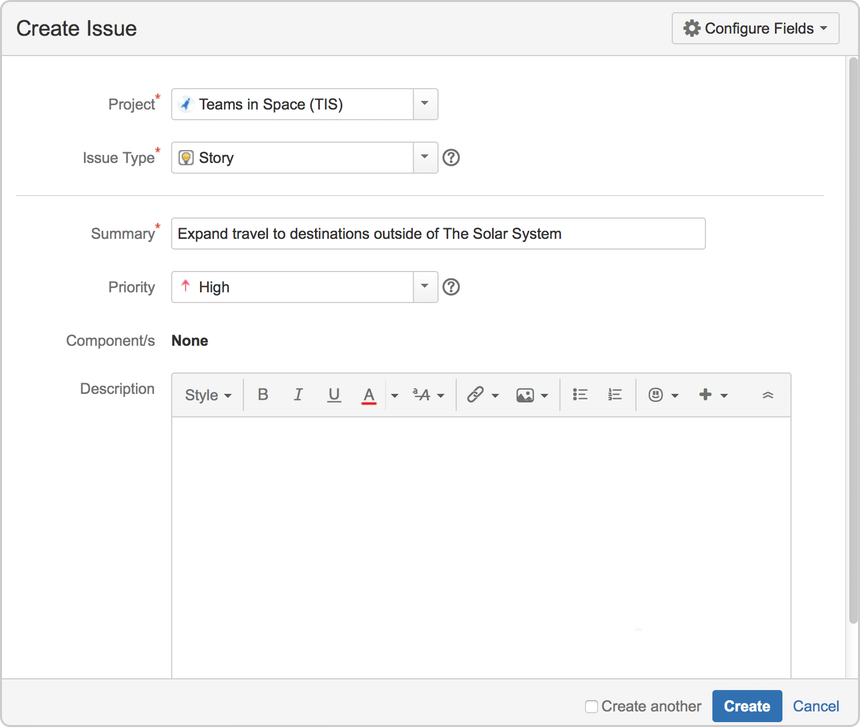 Create Issue
Configure Fields
Project*
Teams in Space (TIS)
Issue Type*
Story
Summary*
Expand travel to destinations outside of The Solar System
Priority
High
Component/s
None
Description
Style B I U A ªA
Create another
Create
Cancel